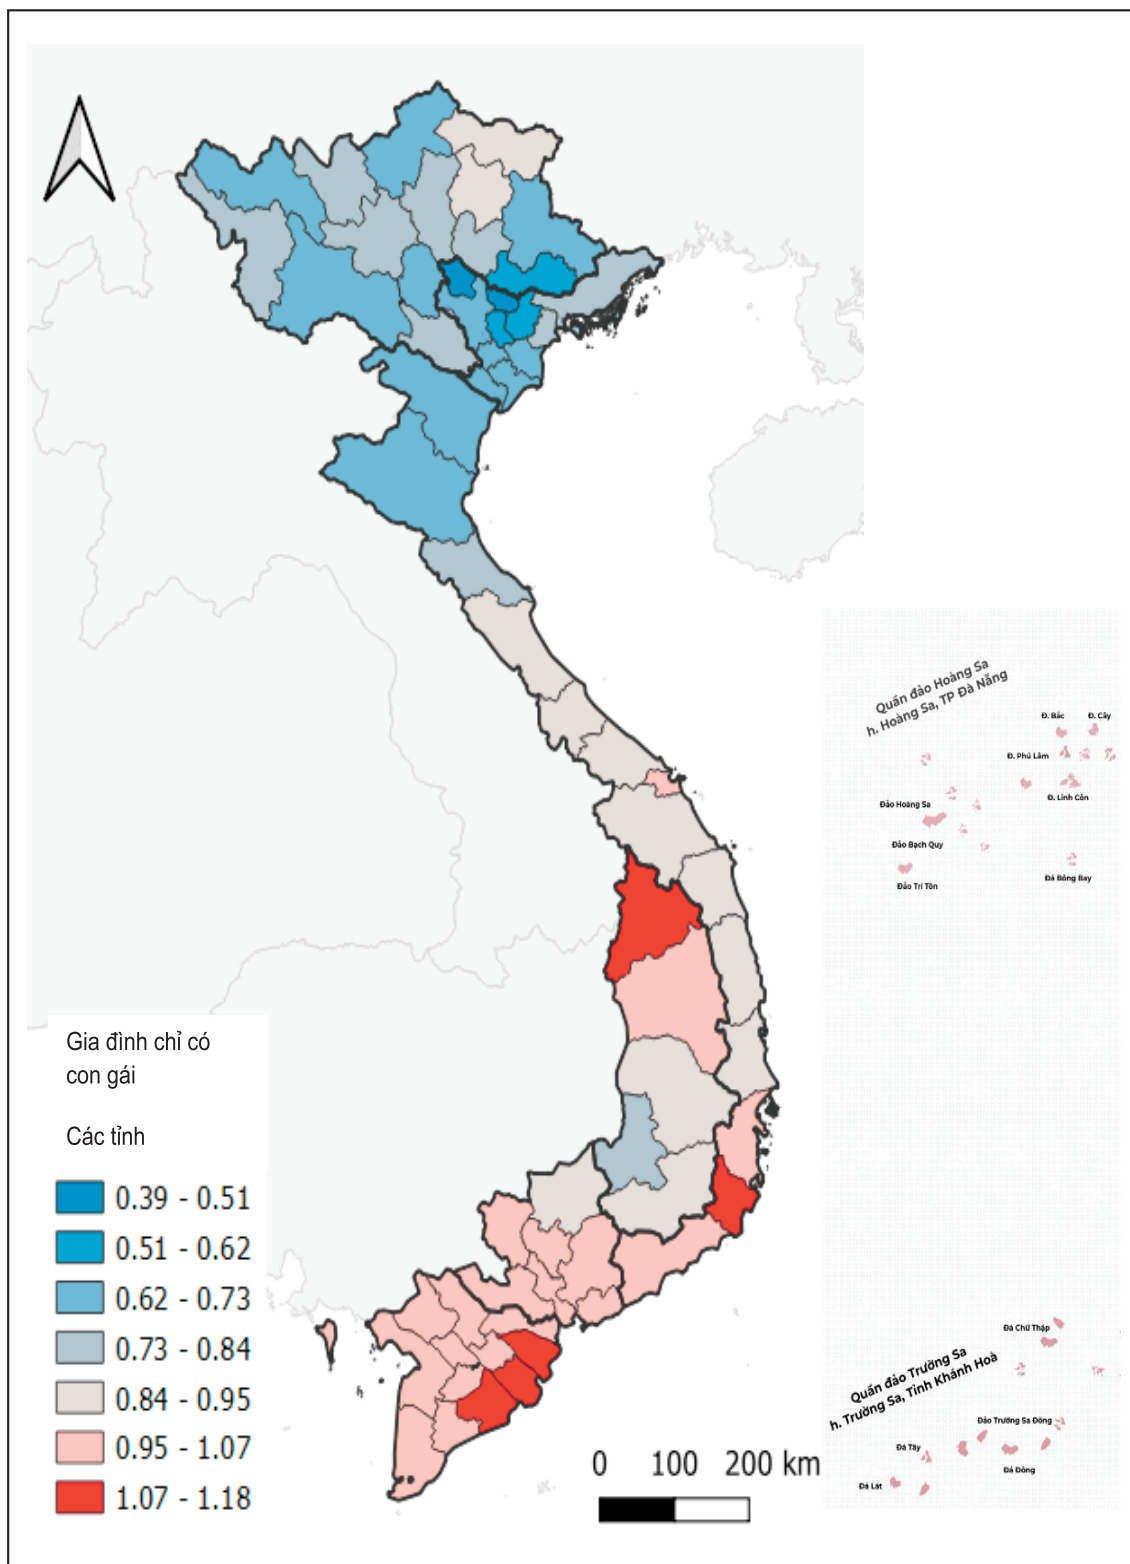 Quần đảo Hoàng Sa
h. Hoàng Sa, TP Đà Nẵng
Đ. Bắc
Đ. Cây
Đ. Phú Lâm
Đ. Linh Côn
Đảo Hoàng Sa
Đảo Bạch Quy
Đá Bông Bay
Đảo Tri Tôn
Gia đình chỉ có
con gái
Các tỉnh
0.39 - 0.51
0.51 - 0.62
0.62 - 0.73
0.73 - 0.84
0.84 - 0.95
0.95 - 1.07
1.07 - 1.18
0 100 200 km
Đá Chữ Thập
Quần đảo Trường Sa
h. Trường Sa, Tỉnh Khánh Hoà
Đảo Trường Sa Đông
Đá Tây
Đá Đông
Đá Lát